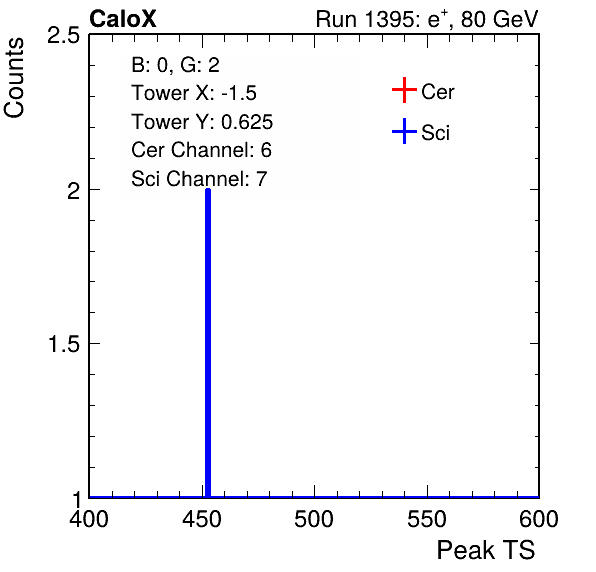 CaloX Run 1395: e⁺, 80 GeV
Counts
2.5
2
1.5
1
B: 0, G: 2
Tower X: -1.5
Tower Y: 0.625
Cer Channel: 6
Sci Channel: 7
Cer
Sci
400 450 500 550 600
Peak TS